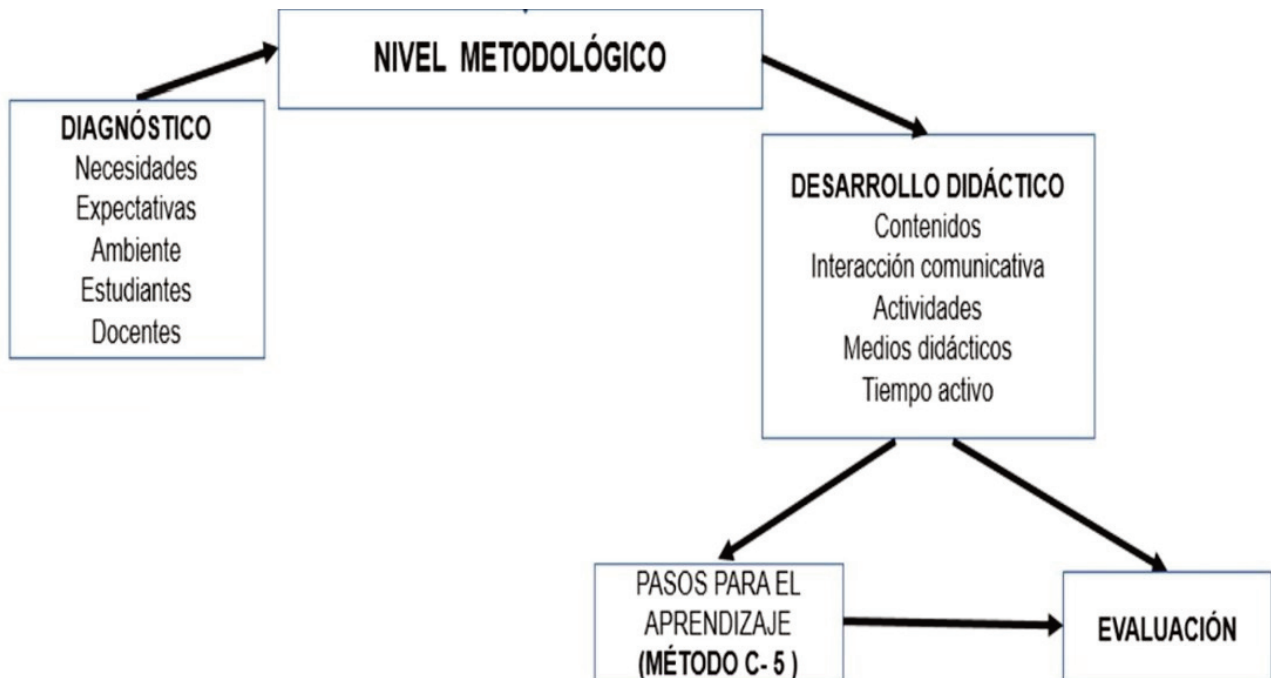 NIVEL METODOLÓGICO
DIAGNÓSTICO
Necesidades
Expectativas
Ambiente
Estudiantes
Docentes
DESARROLLO DIDÁCTICO
Contenidos
Interacción comunicativa
Actividades
Medios didácticos
Tiempo activo
PASOS PARA EL
APRENDIZAJE
(MÉTODO C- 5 )
EVALUACIÓN